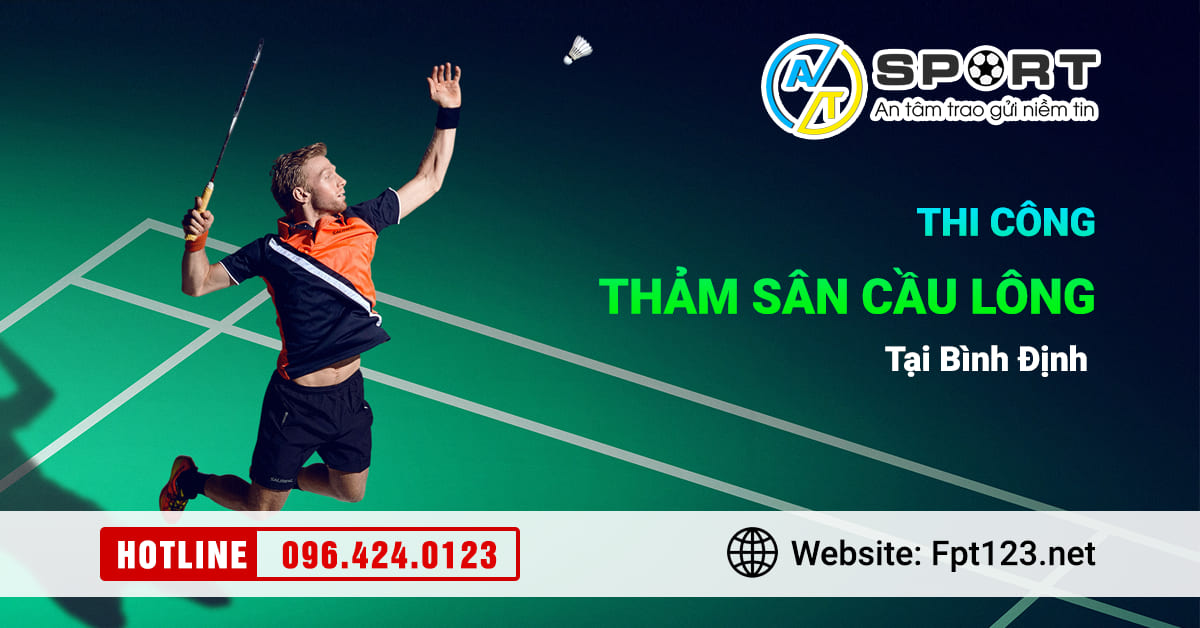 AVT
SPORT
An tâm trao gửi niềm tin
THI CÔNG
THẢM SÂN CẦU LÔNG
Tại Bình Định
HOTLINE 096.424.0123
Website: Fpt123.net